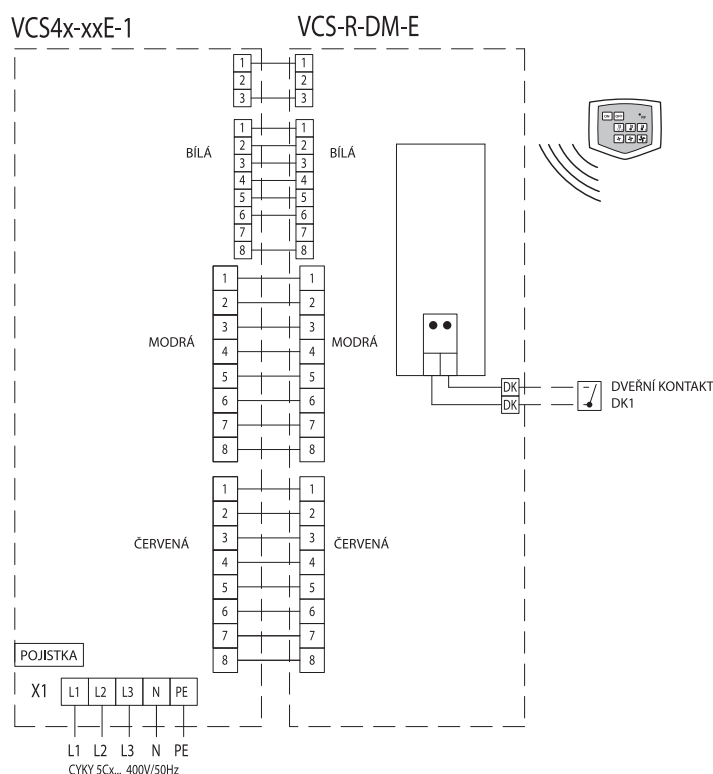 VCS4x-xxE-1
VCS-R-DM-E
1 1
2 2
3 3
BÍLÁ
BÍLÁ
1 1
2 2
3 3
4 4
5 5
6 6
7 7
8 8
MODRÁ
MODRÁ
1 1
2 2
3 3
4 4
5 5
6 6
7 7
8 8
DK
DK
DVEŘNÍ KONTAKT
DK1
ČERVENÁ
ČERVENÁ
1 1
2 2
3 3
4 4
5 5
6 6
7 7
8 8
POJISTKA
X1 L1 L2 L3 N PE
L1 L2 L3 N PE
CYKY 5Cx... 400V/50Hz
ON OFF